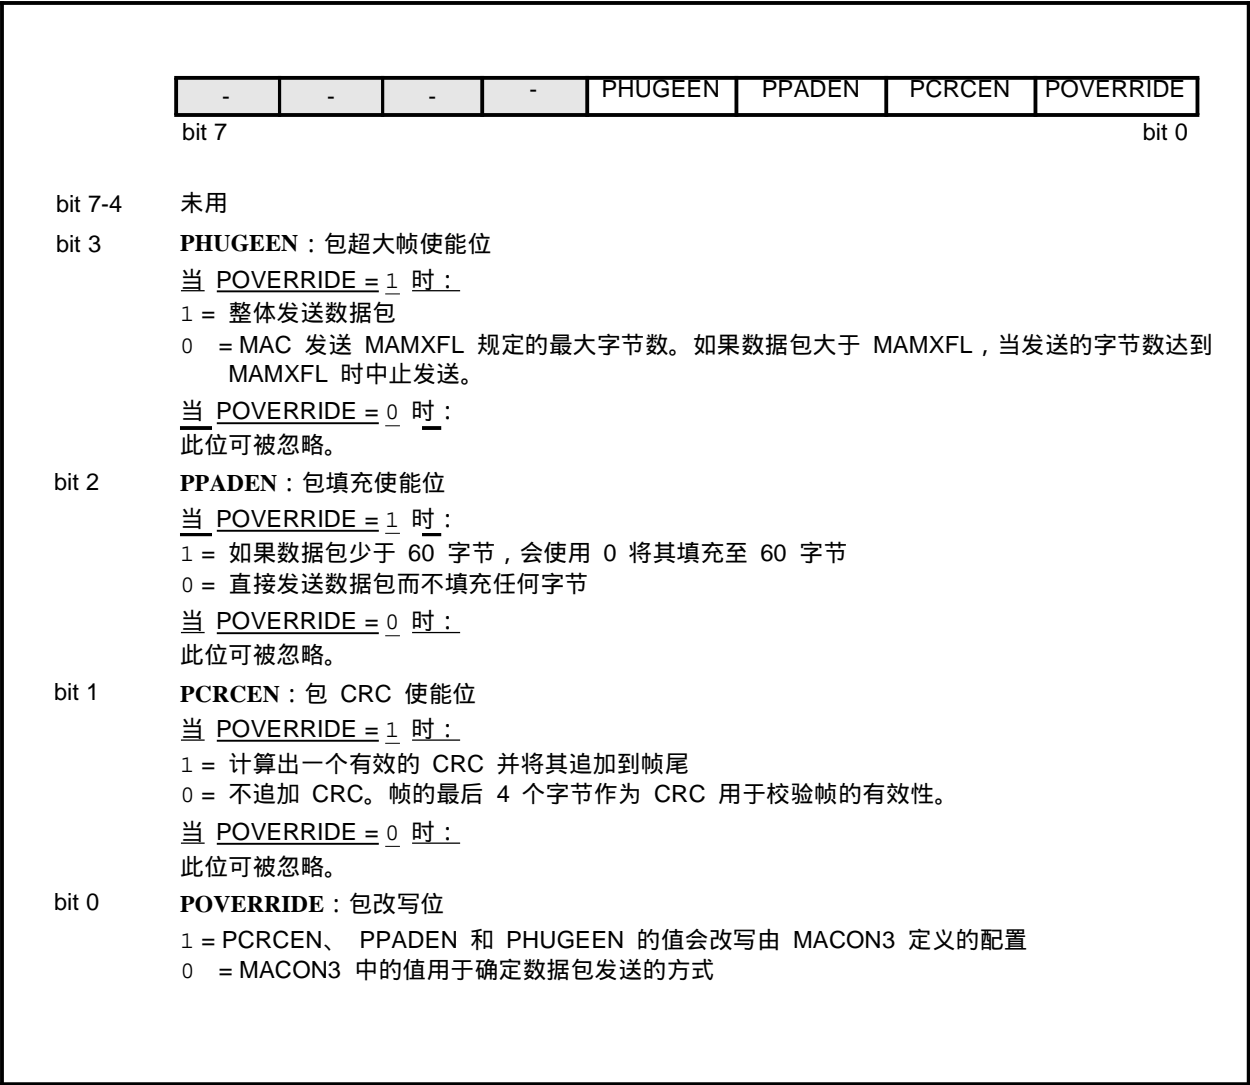 - - - - PHUGEEN PPADEN PCRCEN POVERRIDE
bit 7 bit 0
bit 7-4 未用
bit 3 PHUGEEN：包超大帧使能位
当 POVERRIDE = 1 时：
1 = 整体发送数据包
0 = MAC 发送 MAMXFL 规定的最大字节数。如果数据包大于 MAMXFL，当发送的字节数达到
MAMXFL 时中止发送。
当 POVERRIDE = 0 时：
此位可被忽略。
bit 2 PPADEN：包填充使能位
当 POVERRIDE = 1 时：
1 = 如果数据包少于 60 字节，会使用 0 将其填充至 60 字节
0 = 直接发送数据包而不填充任何字节
当 POVERRIDE = 0 时：
此位可被忽略。
bit 1 PCRCEN：包 CRC 使能位
当 POVERRIDE = 1 时：
1 = 计算出一个有效的 CRC 并将其追加到帧尾
0 = 不追加 CRC。帧的最后 4 个字节作为 CRC 用于校验帧的有效性。
当 POVERRIDE = 0 时：
此位可被忽略。
bit 0 POVERRIDE：包改写位
1 = PCRCEN、 PPADEN 和 PHUGEEN 的值会改写由 MACON3 定义的配置
0 = MACON3 中的值用于确定数据包发送的方式